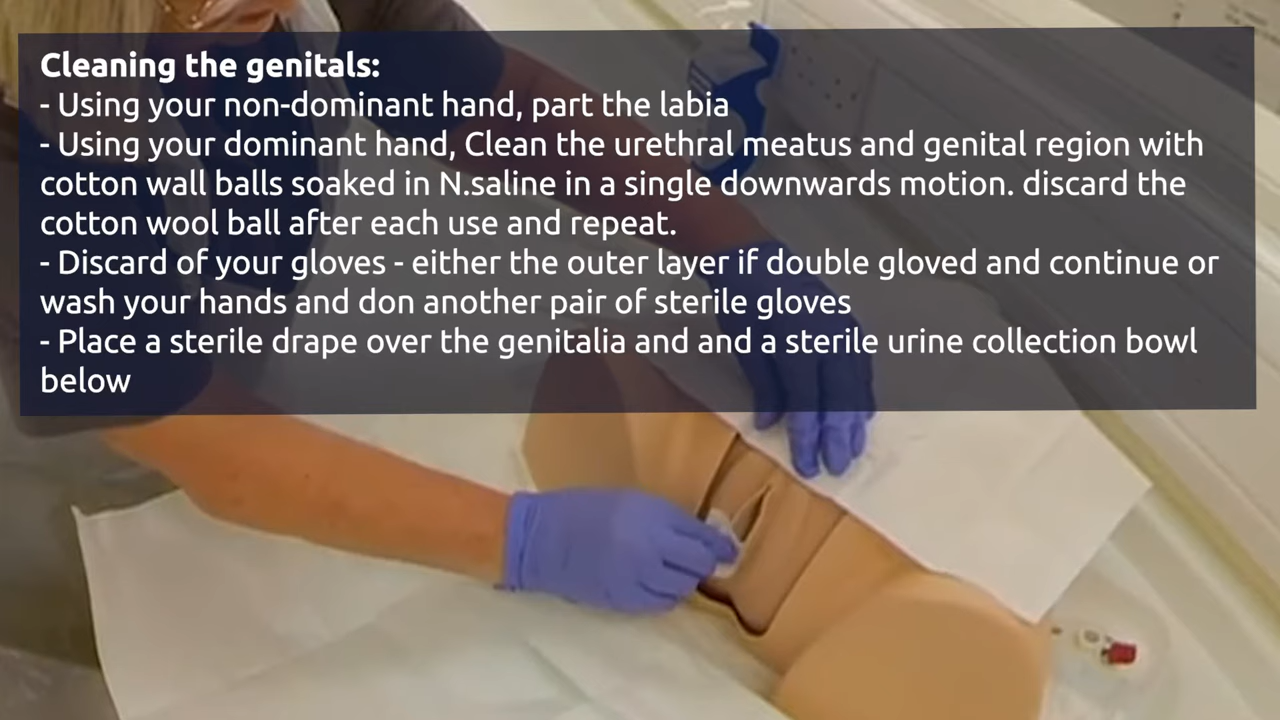 Cleaning the genitals:
- Using your non-dominant hand, part the labia
- Using your dominant hand, Clean the urethral meatus and genital region with
cotton wall balls soaked in N.saline in a single downwards motion. discard the
cotton wool ball after each use and repeat.
- Discard of your gloves - either the outer layer if double gloved and continue or
wash your hands and don another pair of sterile gloves
- Place a sterile drape over the genitalia and and a sterile urine collection bowl
below